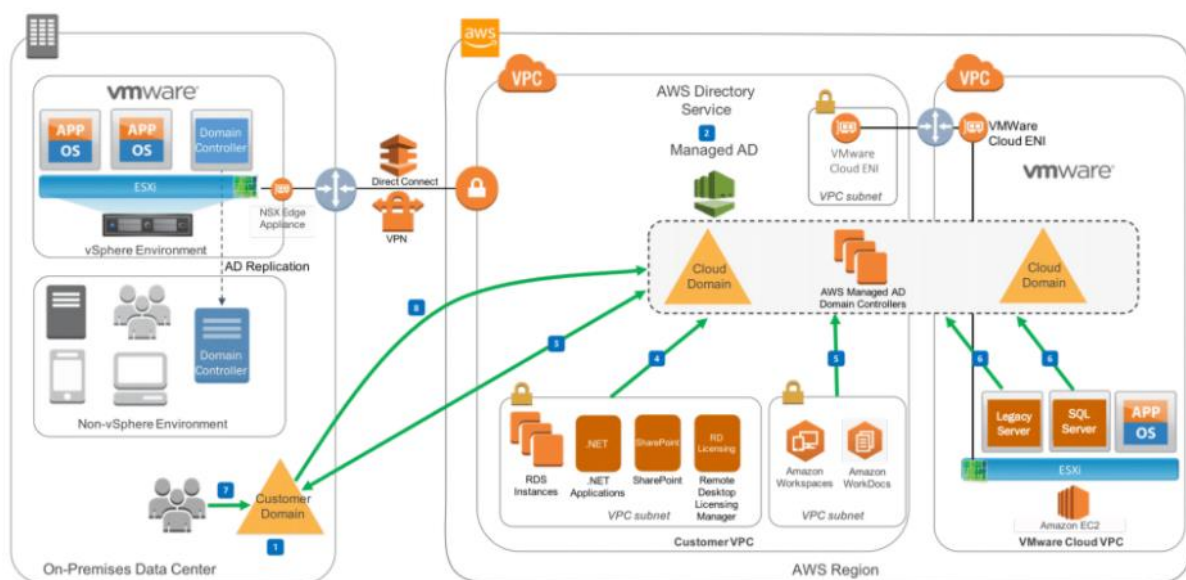 aws
vmware
APP
OS
APP
OS
Domain
Controller
ESXi
NSX Edge
Appliance
vSphere Environment
AD Replication
Domain
Controller
Non-vSphere Environment
7
Customer
Domain
1
On-Premises Data Center
Direct Connect
VPN
8
3
VPC
AWS Directory
Service
2
Managed AD
VMware
Cloud ENI
VPC subnet
Cloud
Domain
AWS Managed AD
Domain Controllers
4
5
RDS
Instances
.NET
.NET
Applications
SharePoint
SharePoint
RD
Licensing
Remote
Desktop
Licensing
Manager
VPC subnet
Amazon
Workspaces
Amazon
WorkDocs
VPC subnet
Customer VPC
VPC
VMWare
Cloud ENI
vmware
Cloud
Domain
6
6
Legacy
Server
SQL
Server
APP
OS
ESXi
Amazon EC2
VMware Cloud VPC
AWS Region